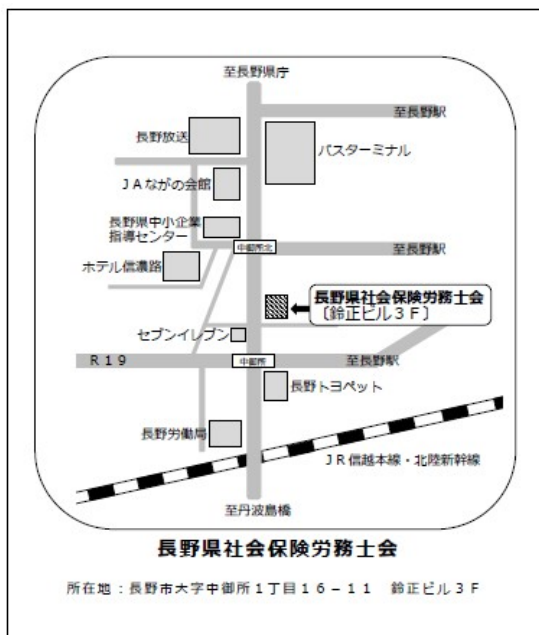 至長野県庁
至長野駅
長野放送
バスターミナル
JAながの会館
長野県中小企業
指導センター
中御所北
至長野駅
ホテル信濃路
長野県社会保険労務士会
〔鈴正ビル3F〕
セブンイレブン
R19
中御所
至長野駅
長野トヨペット
長野労働局
JR信越本線・北陸新幹線
至丹波島橋
長野県社会保険労務士会
所在地：長野市大字中御所1丁目16−11　鈴正ビル3F